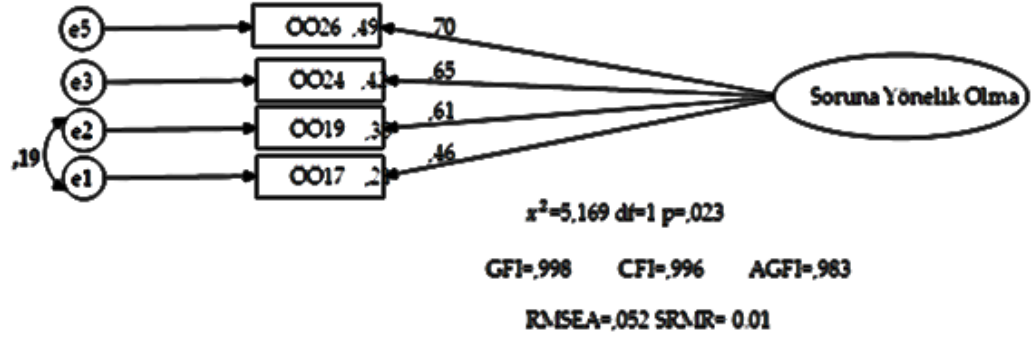 e5 OO26 ,49 ,70
e3 OO24 ,65
e2 OO19 ,61
,19
e1 OO17 ,46
Soruna Yönelik Olma
x²=5,169 df=1 p=,023
GFI=,998 CFI=,996 AGFI=,983
RMSEA=,052 SRMR= 0.01